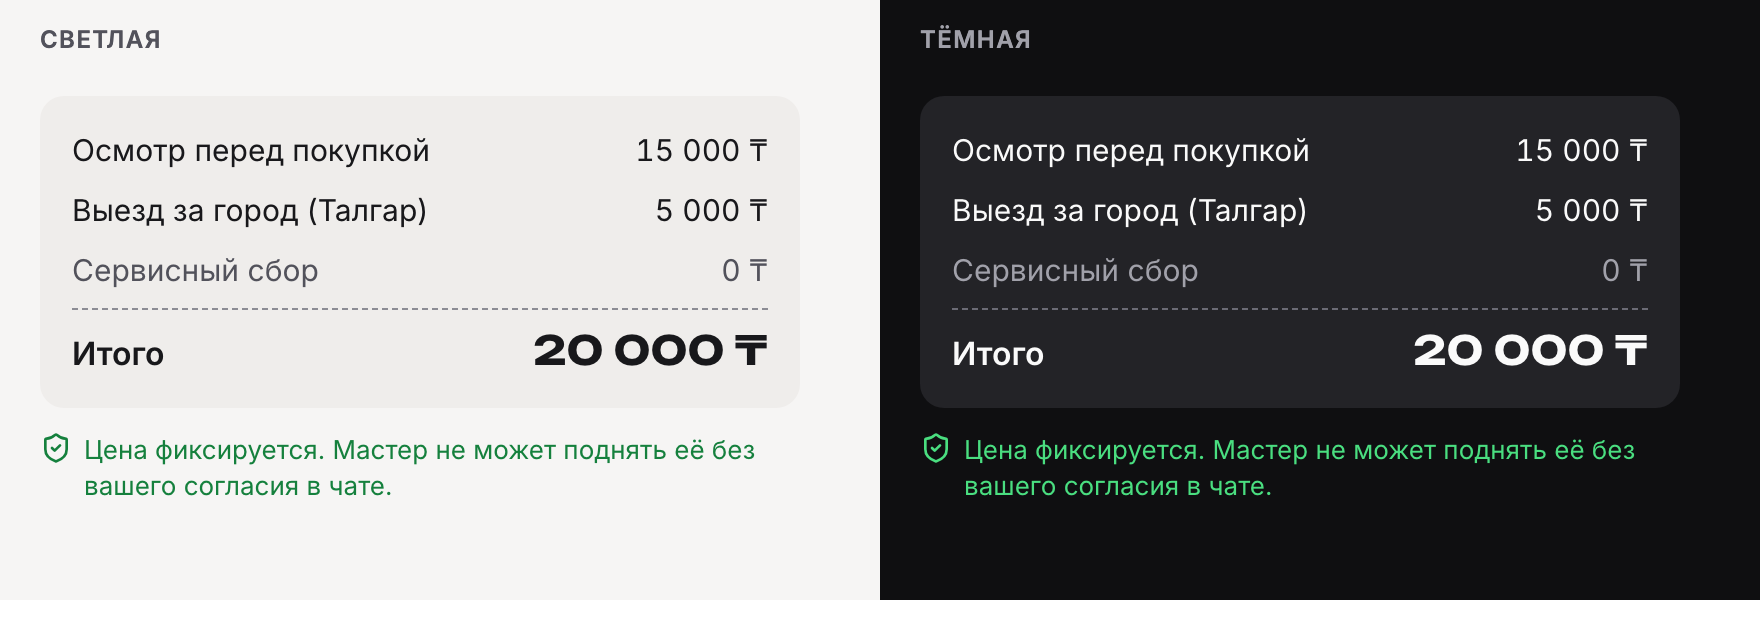 СВЕТЛАЯ
Осмотр перед покупкой 15 000 ₸
Выезд за город (Талгар) 5 000 ₸
Сервисный сбор 0 ₸
Итого 20 000 ₸
Цена фиксируется. Мастер не может поднять её без
вашего согласия в чате.
ТЁМНАЯ
Осмотр перед покупкой 15 000 ₸
Выезд за город (Талгар) 5 000 ₸
Сервисный сбор 0 ₸
Итого 20 000 ₸
Цена фиксируется. Мастер не может поднять её без
вашего согласия в чате.